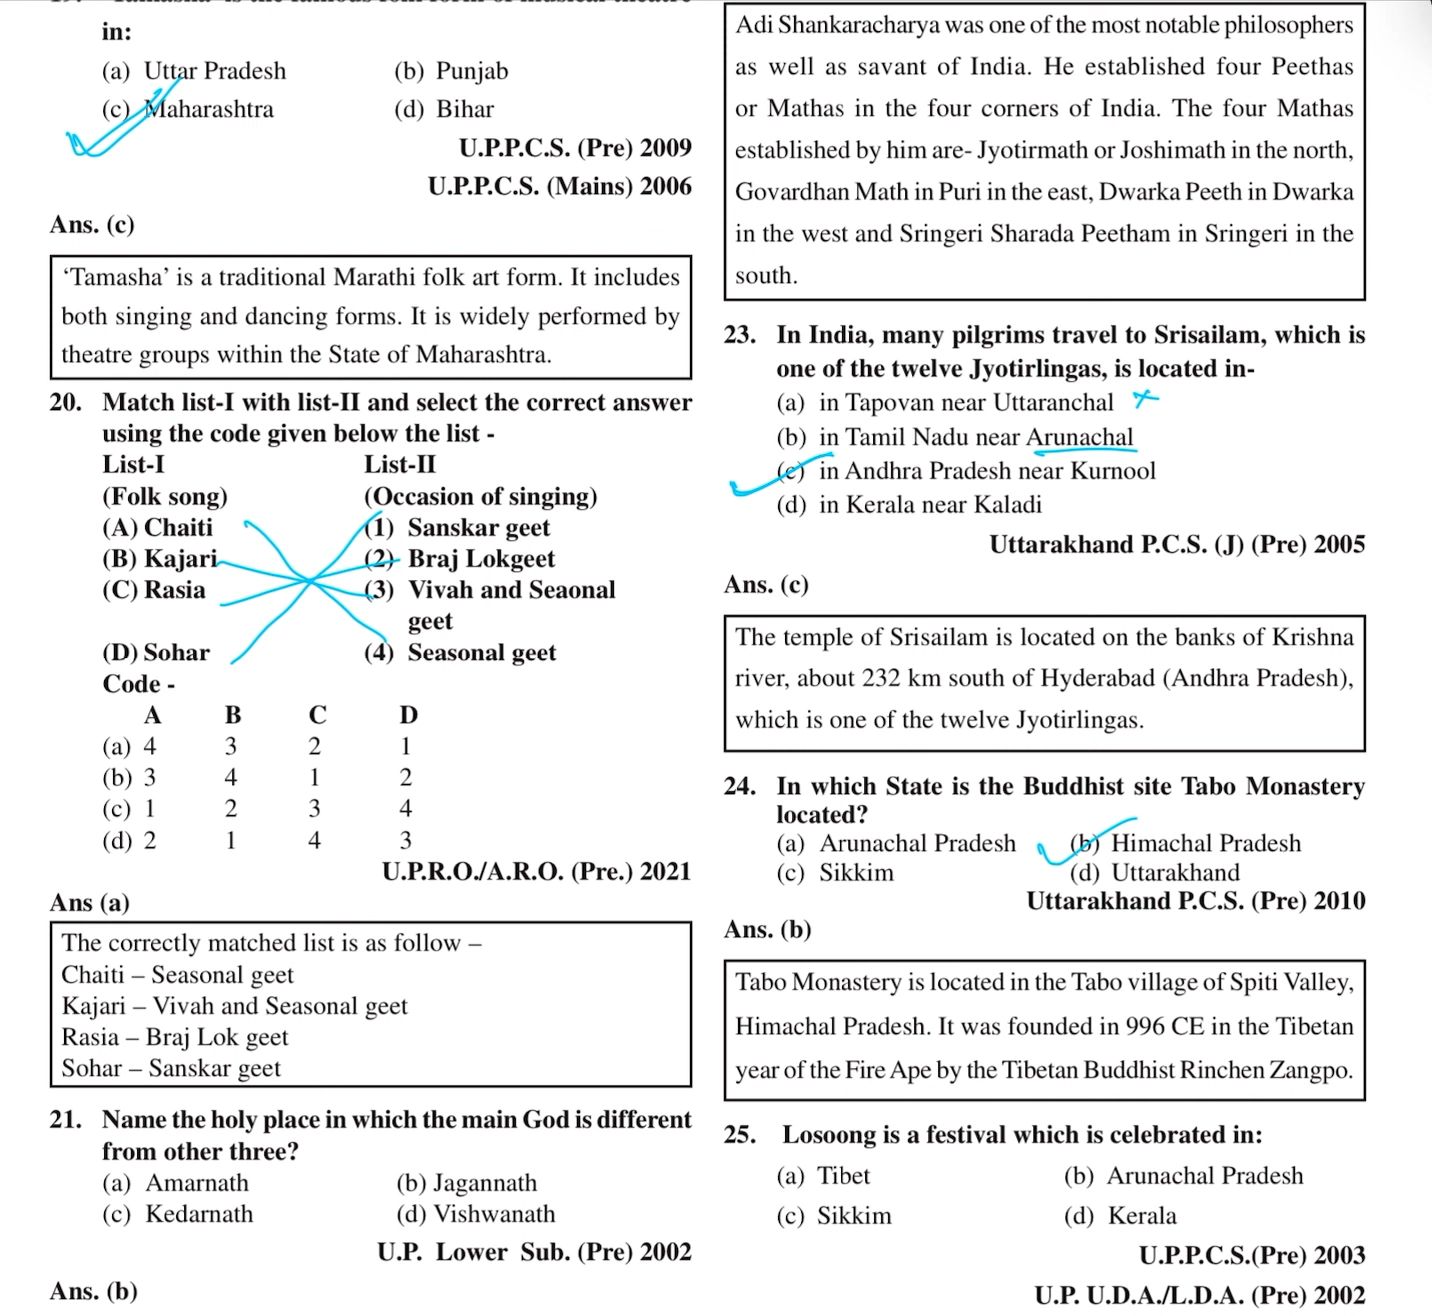 in:
(a) Uttar Pradesh (b) Punjab
(c) Maharashtra (d) Bihar
U.P.P.C.S. (Pre) 2009
U.P.P.C.S. (Mains) 2006
Ans. (c)
‘Tamasha’ is a traditional Marathi folk art form. It includes
both singing and dancing forms. It is widely performed by
theatre groups within the State of Maharashtra.
20. Match list-I with list-II and select the correct answer
using the code given below the list -
List-I List-II
(Folk song) (Occasion of singing)
(A) Chaiti (1) Sanskar geet
(B) Kajari (2) Braj Lokgeet
(C) Rasia (3) Vivah and Seaonal
geet
(D) Sohar (4) Seasonal geet
Code -
A B C D
(a) 4 3 2 1
(b) 3 4 1 2
(c) 1 2 3 4
(d) 2 1 4 3
U.P.R.O./A.R.O. (Pre.) 2021
Ans (a)
The correctly matched list is as follow –
Chaiti – Seasonal geet
Kajari – Vivah and Seasonal geet
Rasia – Braj Lok geet
Sohar – Sanskar geet
21. Name the holy place in which the main God is different
from other three?
(a) Amarnath (b) Jagannath
(c) Kedarnath (d) Vishwanath
U.P. Lower Sub. (Pre) 2002
Ans. (b)
Adi Shankaracharya was one of the most notable philosophers
as well as savant of India. He established four Peethas
or Mathas in the four corners of India. The four Mathas
established by him are- Jyotirmath or Joshimath in the north,
Govardhan Math in Puri in the east, Dwarka Peeth in Dwarka
in the west and Sringeri Sharada Peetham in Sringeri in the
south.
23. In India, many pilgrims travel to Srisailam, which is
one of the twelve Jyotirlingas, is located in-
(a) in Tapovan near Uttaranchal
(b) in Tamil Nadu near Arunachal
(c) in Andhra Pradesh near Kurnool
(d) in Kerala near Kaladi
Uttarakhand P.C.S. (J) (Pre) 2005
Ans. (c)
The temple of Srisailam is located on the banks of Krishna
river, about 232 km south of Hyderabad (Andhra Pradesh),
which is one of the twelve Jyotirlingas.
24. In which State is the Buddhist site Tabo Monastery
located?
(a) Arunachal Pradesh (b) Himachal Pradesh
(c) Sikkim (d) Uttarakhand
Uttarakhand P.C.S. (Pre) 2010
Ans. (b)
Tabo Monastery is located in the Tabo village of Spiti Valley,
Himachal Pradesh. It was founded in 996 CE in the Tibetan
year of the Fire Ape by the Tibetan Buddhist Rinchen Zangpo.
25. Losoong is a festival which is celebrated in:
(a) Tibet (b) Arunachal Pradesh
(c) Sikkim (d) Kerala
U.P.P.C.S.(Pre) 2003
U.P. U.D.A./L.D.A. (Pre) 2002